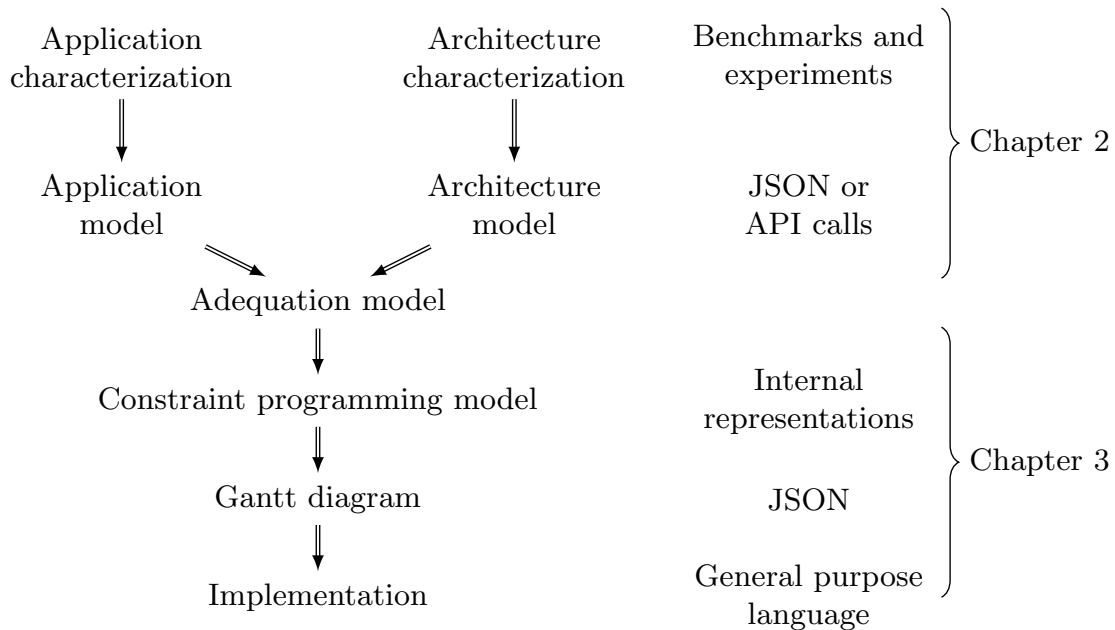 Application
characterization
Architecture
characterization
Benchmarks and
experiments
Chapter 2
Application
model
Architecture
model
JSON or
API calls
Adequation model
Constraint programming model
Internal
representations
Chapter 3
Gantt diagram
JSON
Implementation
General purpose
language